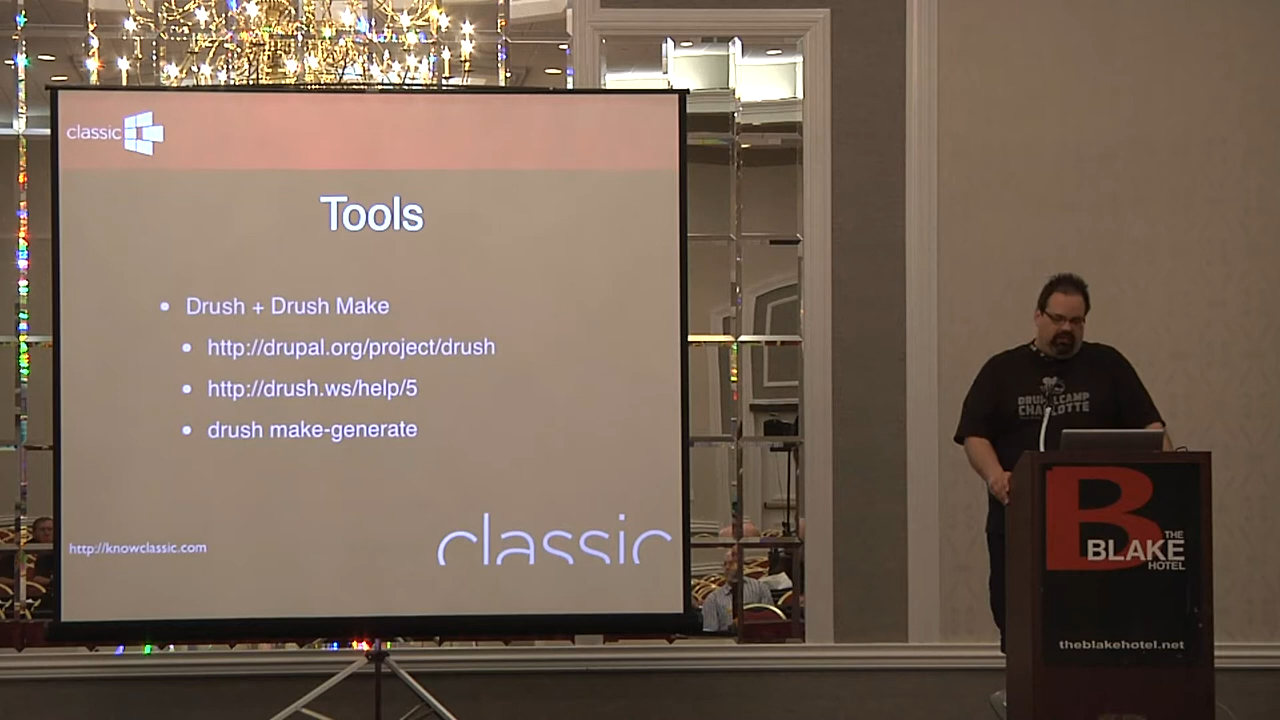 classic
Tools
Drush + Drush Make
http://drupal.org/project/drush
http://drush.ws/help/5
drush make-generate
http://knowclassic.com
classic
DRUPALCAMP
CHARLOTTE
B
THE
BLAKE
HOTEL
theblakehotel.net